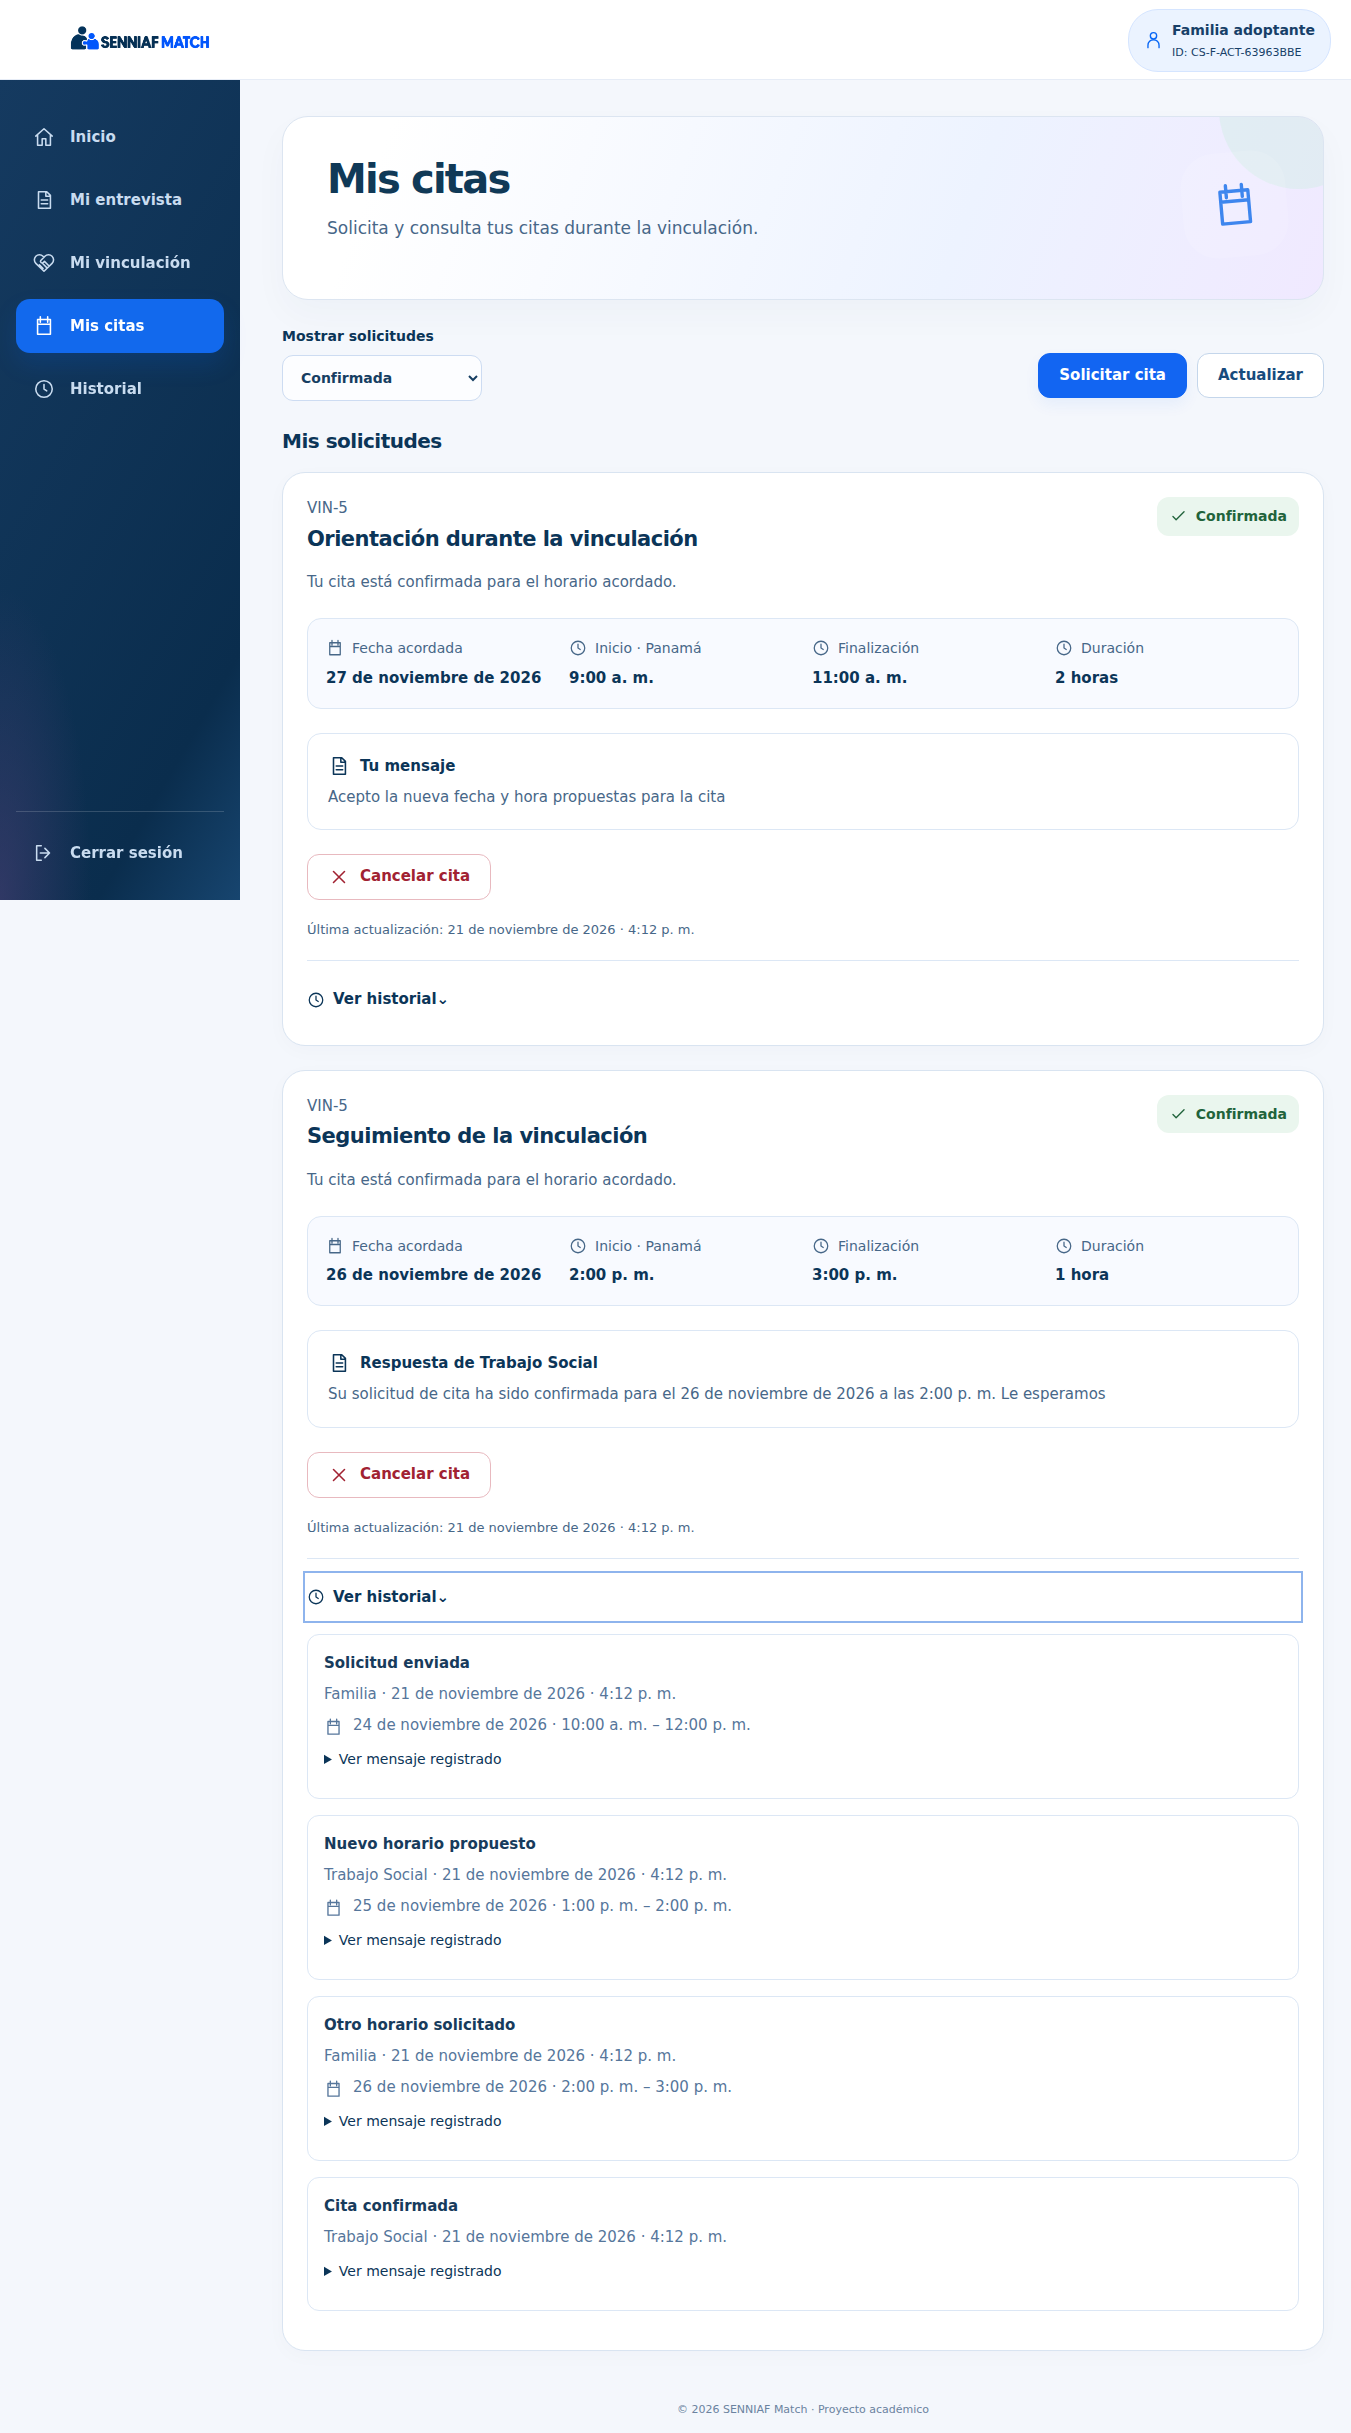 SENNIAF MATCH
Familia adoptante
ID: CS-F-ACT-63963BBE
Inicio
Mi entrevista
Mi vinculación
Mis citas
Historial
Cerrar sesión
Mis citas
Solicita y consulta tus citas durante la vinculación.
Mostrar solicitudes
Confirmada
Solicitar cita
Actualizar
Mis solicitudes
VIN-5
Confirmada
Orientación durante la vinculación
Tu cita está confirmada para el horario acordado.
Fecha acordada
27 de noviembre de 2026
Inicio · Panamá
9:00 a. m.
Finalización
11:00 a. m.
Duración
2 horas
Tu mensaje
Acepto la nueva fecha y hora propuestas para la cita
Cancelar cita
Última actualización: 21 de noviembre de 2026 · 4:12 p. m.
Ver historial
VIN-5
Confirmada
Seguimiento de la vinculación
Tu cita está confirmada para el horario acordado.
Fecha acordada
26 de noviembre de 2026
Inicio · Panamá
2:00 p. m.
Finalización
3:00 p. m.
Duración
1 hora
Respuesta de Trabajo Social
Su solicitud de cita ha sido confirmada para el 26 de noviembre de 2026 a las 2:00 p. m. Le esperamos
Cancelar cita
Última actualización: 21 de noviembre de 2026 · 4:12 p. m.
Ver historial
Solicitud enviada
Familia · 21 de noviembre de 2026 · 4:12 p. m.
24 de noviembre de 2026 · 10:00 a. m. – 12:00 p. m.
Ver mensaje registrado
Nuevo horario propuesto
Trabajo Social · 21 de noviembre de 2026 · 4:12 p. m.
25 de noviembre de 2026 · 1:00 p. m. – 2:00 p. m.
Ver mensaje registrado
Otro horario solicitado
Familia · 21 de noviembre de 2026 · 4:12 p. m.
26 de noviembre de 2026 · 2:00 p. m. – 3:00 p. m.
Ver mensaje registrado
Cita confirmada
Trabajo Social · 21 de noviembre de 2026 · 4:12 p. m.
Ver mensaje registrado
© 2026 SENNIAF Match · Proyecto académico